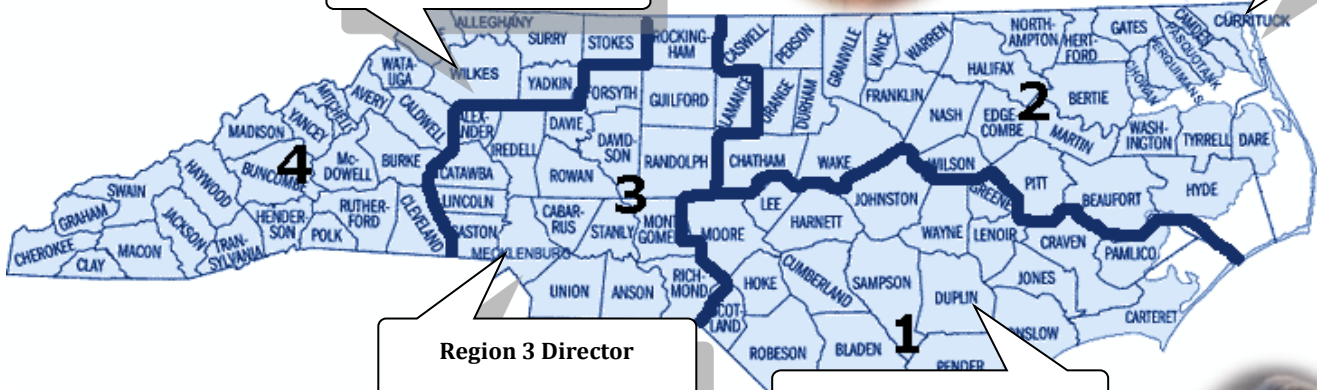 ALLEGHANY
SURRY
STOKES
ROCKING-
HAM
CASWELL
PERSON
GRANVILLE
VANCE
WARREN
NORTH-
AMPTON
HERT-
FORD
GATES
CAMDEN
PASQUOTANK
PERQUIMANS
CHOWAN
CURRITUCK
WATA-
UGA
WILKES
YADKIN
FORSYTH
GUILFORD
ALAMANCE
ORANGE
DURHAM
FRANKLIN
HALIFAX
NASH
EDGE
COMBE
2
BERTIE
MARTIN
WASH-
INGTON
TYRRELL
DARE
MITCHELL
AVERY
CALDWELL
YANCEY
MADISON
ALEX-
ANDER
IREDELL
DAVIE
DAVID-
SON
RANDOLPH
CHATHAM
WAKE
WILSON
PITT
BEAUFORT
HYDE
SWAIN
HAYWOOD
BUNCOMBE
4
Mc-
DOWELL
BURKE
CATAWBA
ROWAN
3
LINCOLN
GRAHAM
CHEROKEE
CLAY
MACON
JACKSON
TRAN-
SYLVANIA
HENDER-
SON
POLK
RUTHER-
FORD
CLEVELAND
GASTON
MECKLENBURG
CABAR-
RUS
STANLY
MONT
GOMERY
MOORE
LEE
HARNETT
JOHNSTON
WAYNE
GREENE
LENOIR
CRAVEN
PAMLICO
UNION
ANSON
RICH-
MOND
SCOT-
LAND
HOKE
CUMBERLAND
SAMPSON
DUPLIN
JONES
CARTERET
ONSLOW
ROBESON
BLADEN
1
PENDER
Region 3 Director